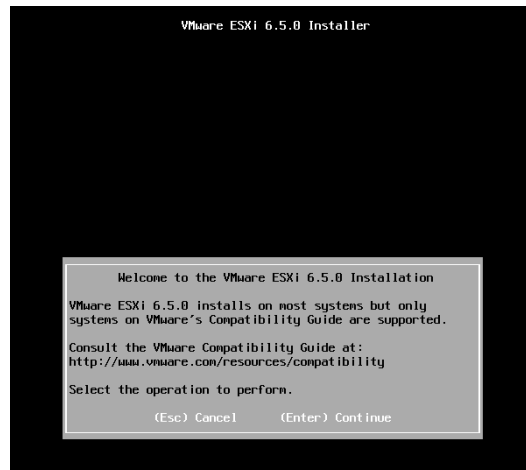 VMware ESXi 6.5.0 Installer
Welcome to the VMware ESXi 6.5.0 Installation
VMware ESXi 6.5.0 installs on most systems but only
systems on VMware's Compatibility Guide are supported.
Consult the VMware Compatibility Guide at:
http://www.vmware.com/resources/compatibility
Select the operation to perform.
(Esc) Cancel (Enter) Continue